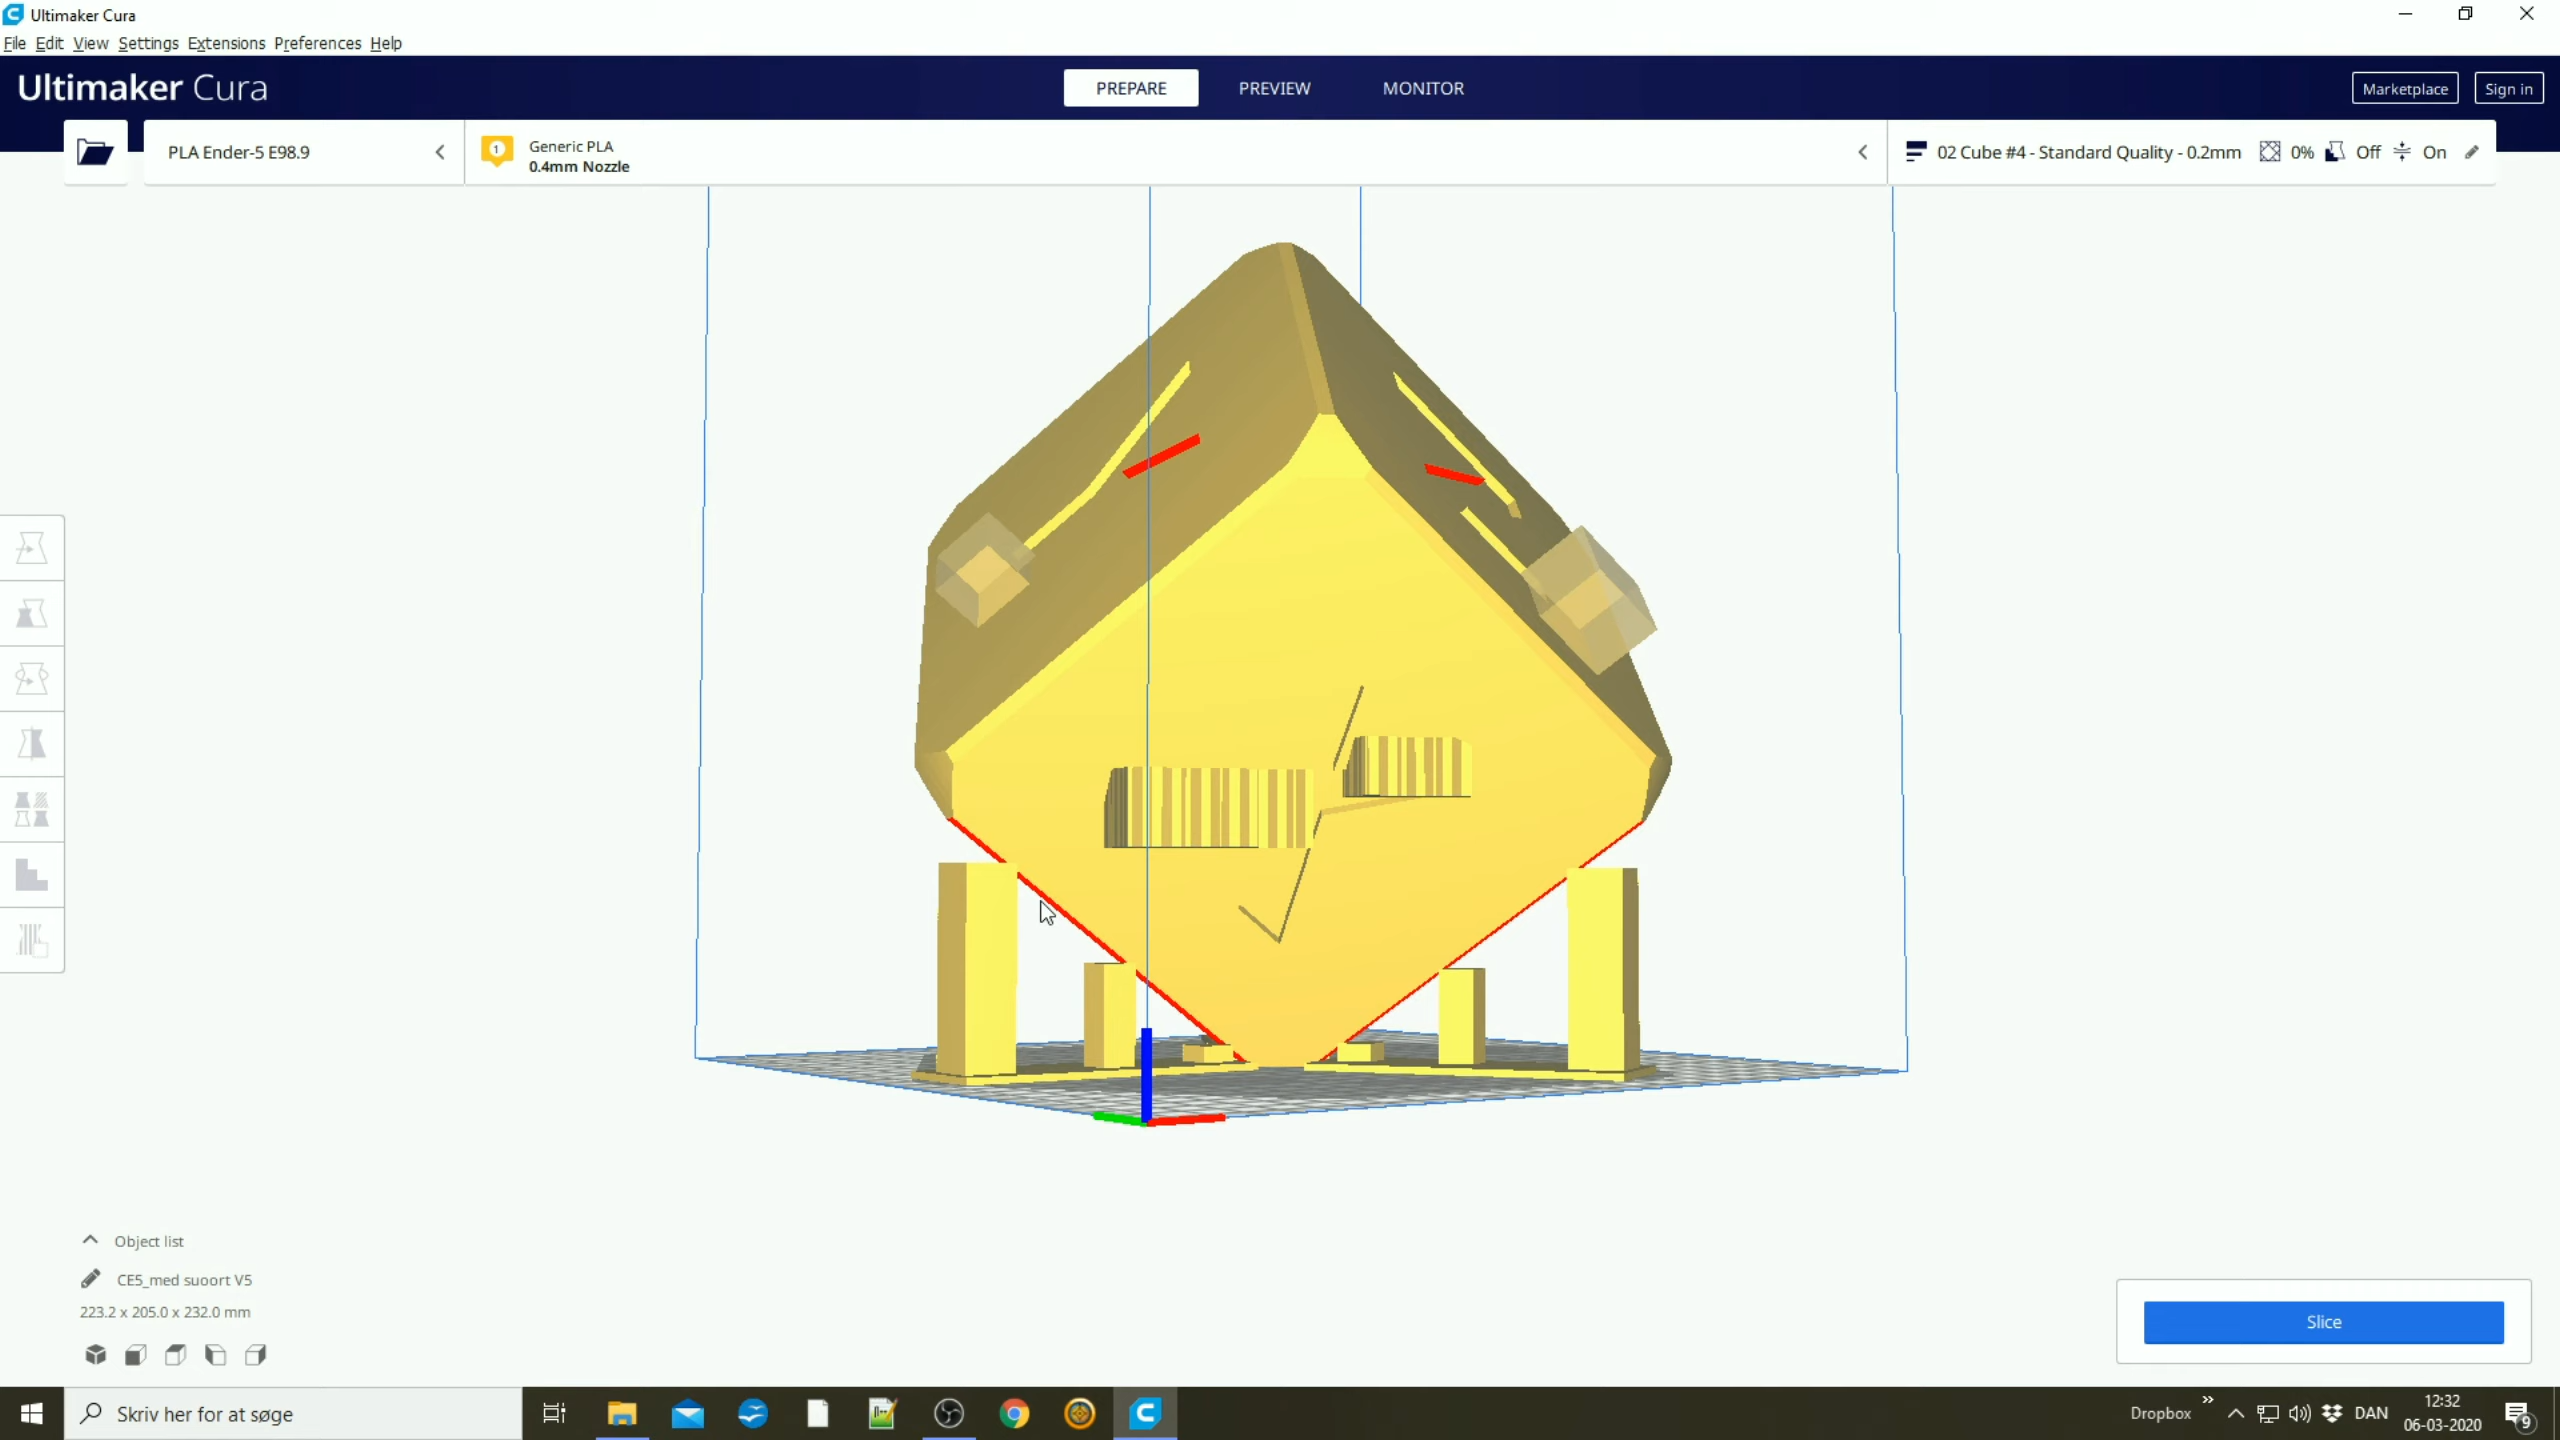 Ultimaker Cura
File Edit View Settings Extensions Preferences Help
Ultimaker Cura
PREPARE
PREVIEW
MONITOR
Marketplace
Sign in
PLA Ender-5 E98.9
1
Generic PLA
0.4mm Nozzle
02 Cube #4 - Standard Quality - 0.2mm
0%
Off
On
Object list
CE5_med suoort V5
223.2 x 205.0 x 232.0 mm
Slice
Skriv her for at søge
Dropbox
DAN
12:32
06-03-2020
9